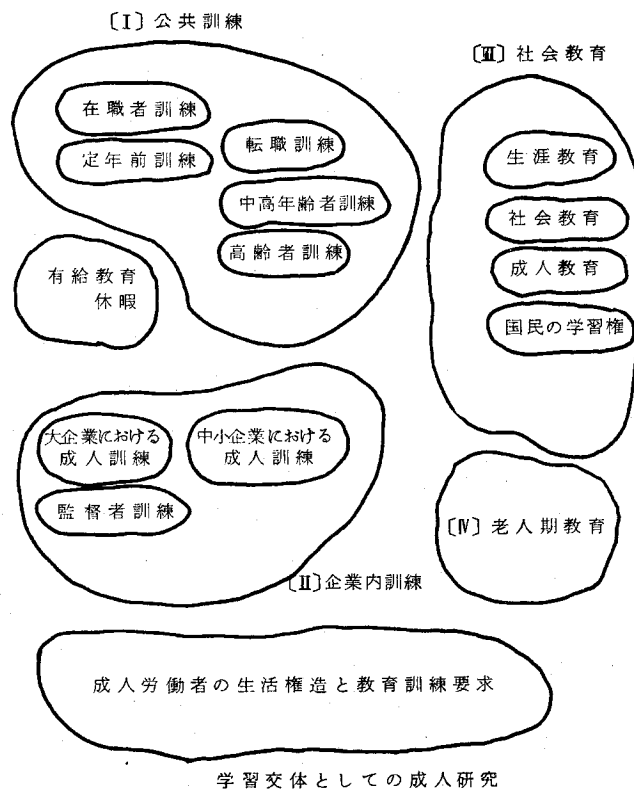 〔Ⅰ〕公共訓練
在職者訓練
定年前訓練
転職訓練
中高年齢者訓練
高齢者訓練
有給教育
休暇
〔Ⅲ〕社会教育
生涯教育
社会教育
成人教育
国民の学習権
大企業における
成人訓練
中小企業における
成人訓練
監督者訓練
〔Ⅱ〕企業内訓練
〔Ⅳ〕老人期教育
成人労働者の生活権造と教育訓練要求
学習交体としての成人研究